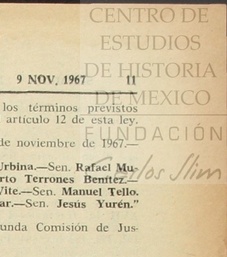 CENTRO DE
ESTUDIOS
DE HISTORIA
DE MEXICO
FUNDACIÓN
Carlos Slim
9 NOV, 1967 11
los términos previstos
artículo 12 de esta ley.
de noviembre de 1967.—
Urbina.—Sen. Rafael Mu-
rto Terrones Benítez.—
Vite.—Sen. Manuel Tello.
ar.—Sen. Jesús Yurén."
unda Comisión de Jus-